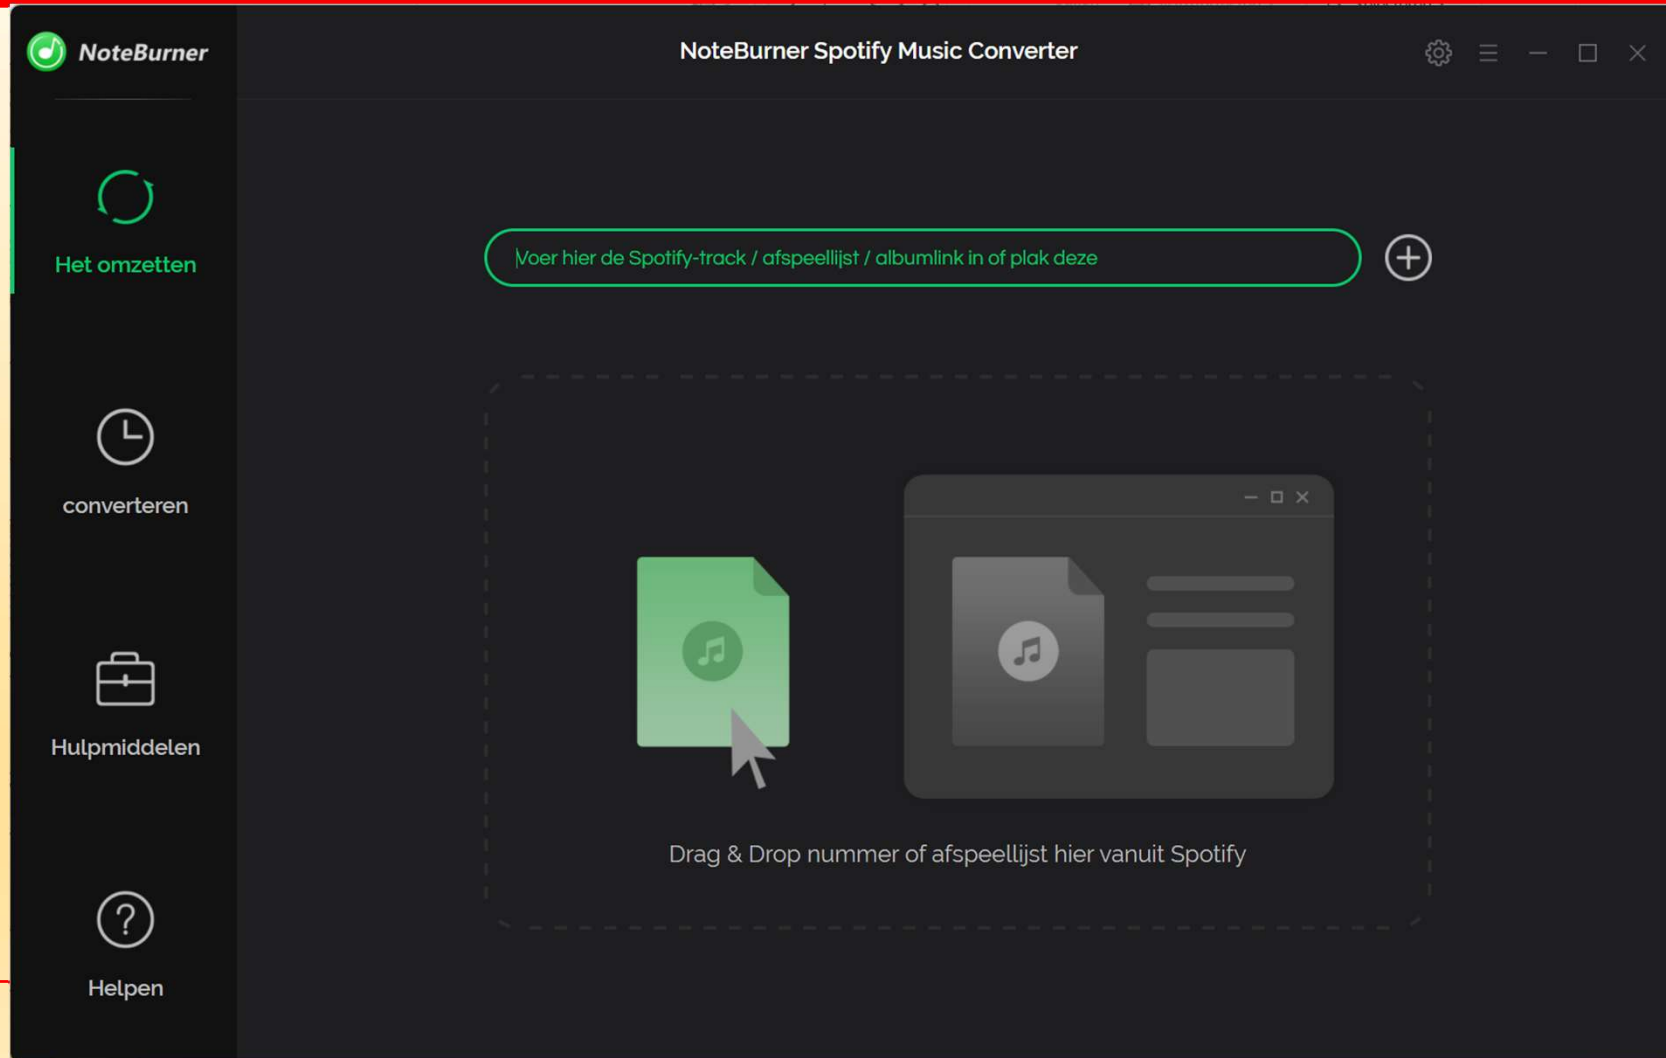 NoteBurner
NoteBurner Spotify Music Converter
Het omzetten
Voer hier de Spotify-track / afspeellijst / albumlink in of plak deze
converteren
Hulpmiddelen
Drag & Drop nummer of afspeellijst hier vanuit Spotify
Helpen